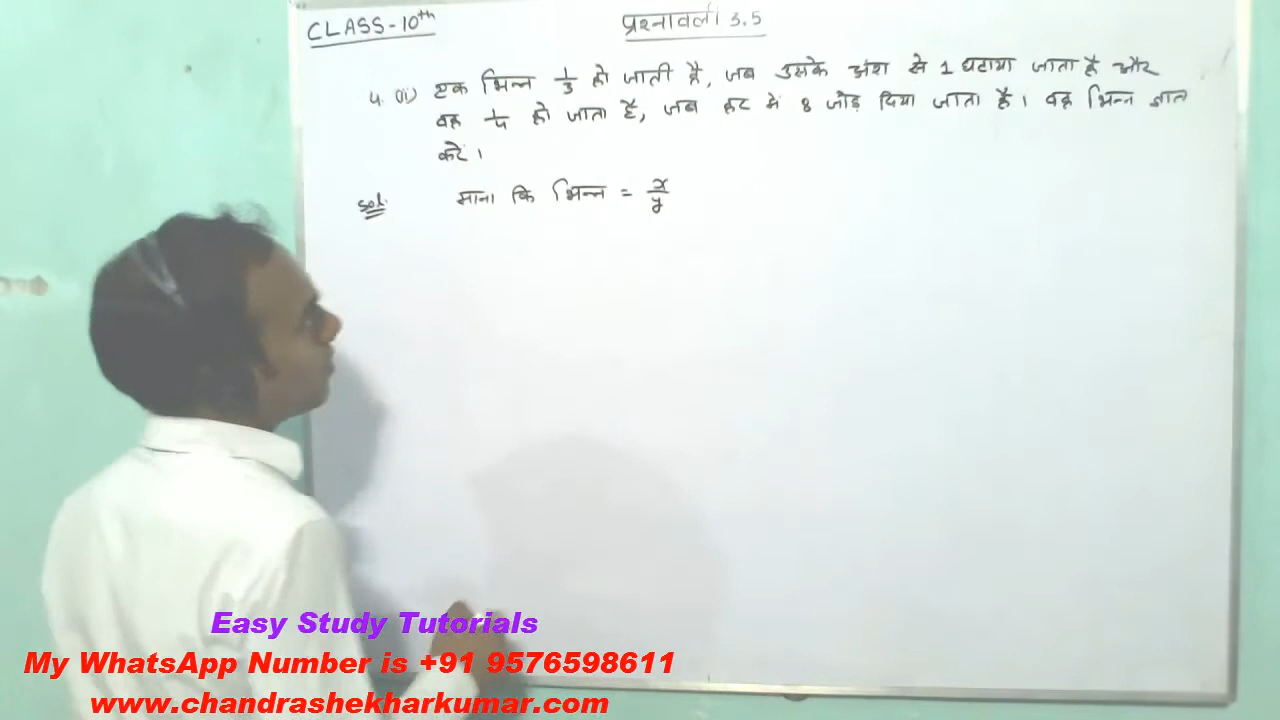 CLASS-10th
प्रश्नावली 3.5
4. (ii) एक भिन्न 1/3 हो जाती है, जब उसके अंश से 1 घटाया जाता है और
वह 1/4 हो जाता है, जब हर में 8 जोड़ दिया जाता है। वह भिन्न ज्ञात
करें।
Sol. माना कि भिन्न = x/y
Easy Study Tutorials
My WhatsApp Number is +91 9576598611
www.chandrashekharkumar.com